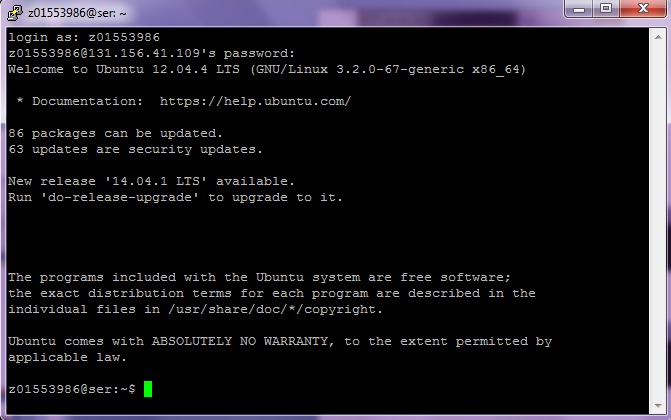 z01553986@ser: ~
login as: z01553986
z01553986@131.156.41.109's password:
Welcome to Ubuntu 12.04.4 LTS (GNU/Linux 3.2.0-67-generic x86_64)
* Documentation:  https://help.ubuntu.com/
86 packages can be updated.
63 updates are security updates.
New release '14.04.1 LTS' available.
Run 'do-release-upgrade' to upgrade to it.
The programs included with the Ubuntu system are free software;
the exact distribution terms for each program are described in the
individual files in /usr/share/doc/*/copyright.
Ubuntu comes with ABSOLUTELY NO WARRANTY, to the extent permitted by
applicable law.
z01553986@ser:~$